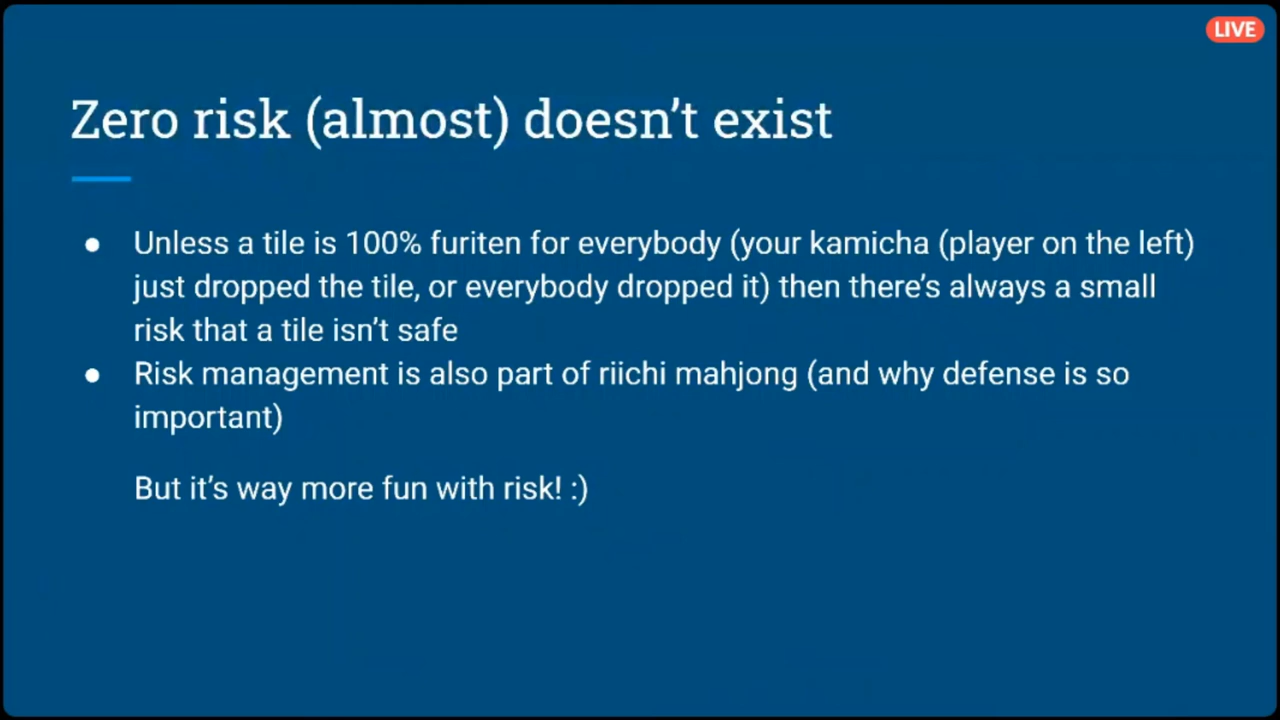 LIVE
Zero risk (almost) doesn’t exist
● Unless a tile is 100% furiten for everybody (your kamicha (player on the left)
just dropped the tile, or everybody dropped it) then there’s always a small
risk that a tile isn’t safe
● Risk management is also part of riichi mahjong (and why defense is so
important)
But it’s way more fun with risk! :)